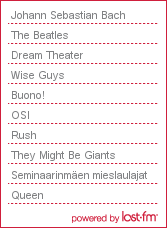 Johann Sebastian Bach
The Beatles
Dream Theater
Wise Guys
Buono!
OSI
Rush
They Might Be Giants
Seminaarinmäen mieslaulajat
Queen
powered by last.fm